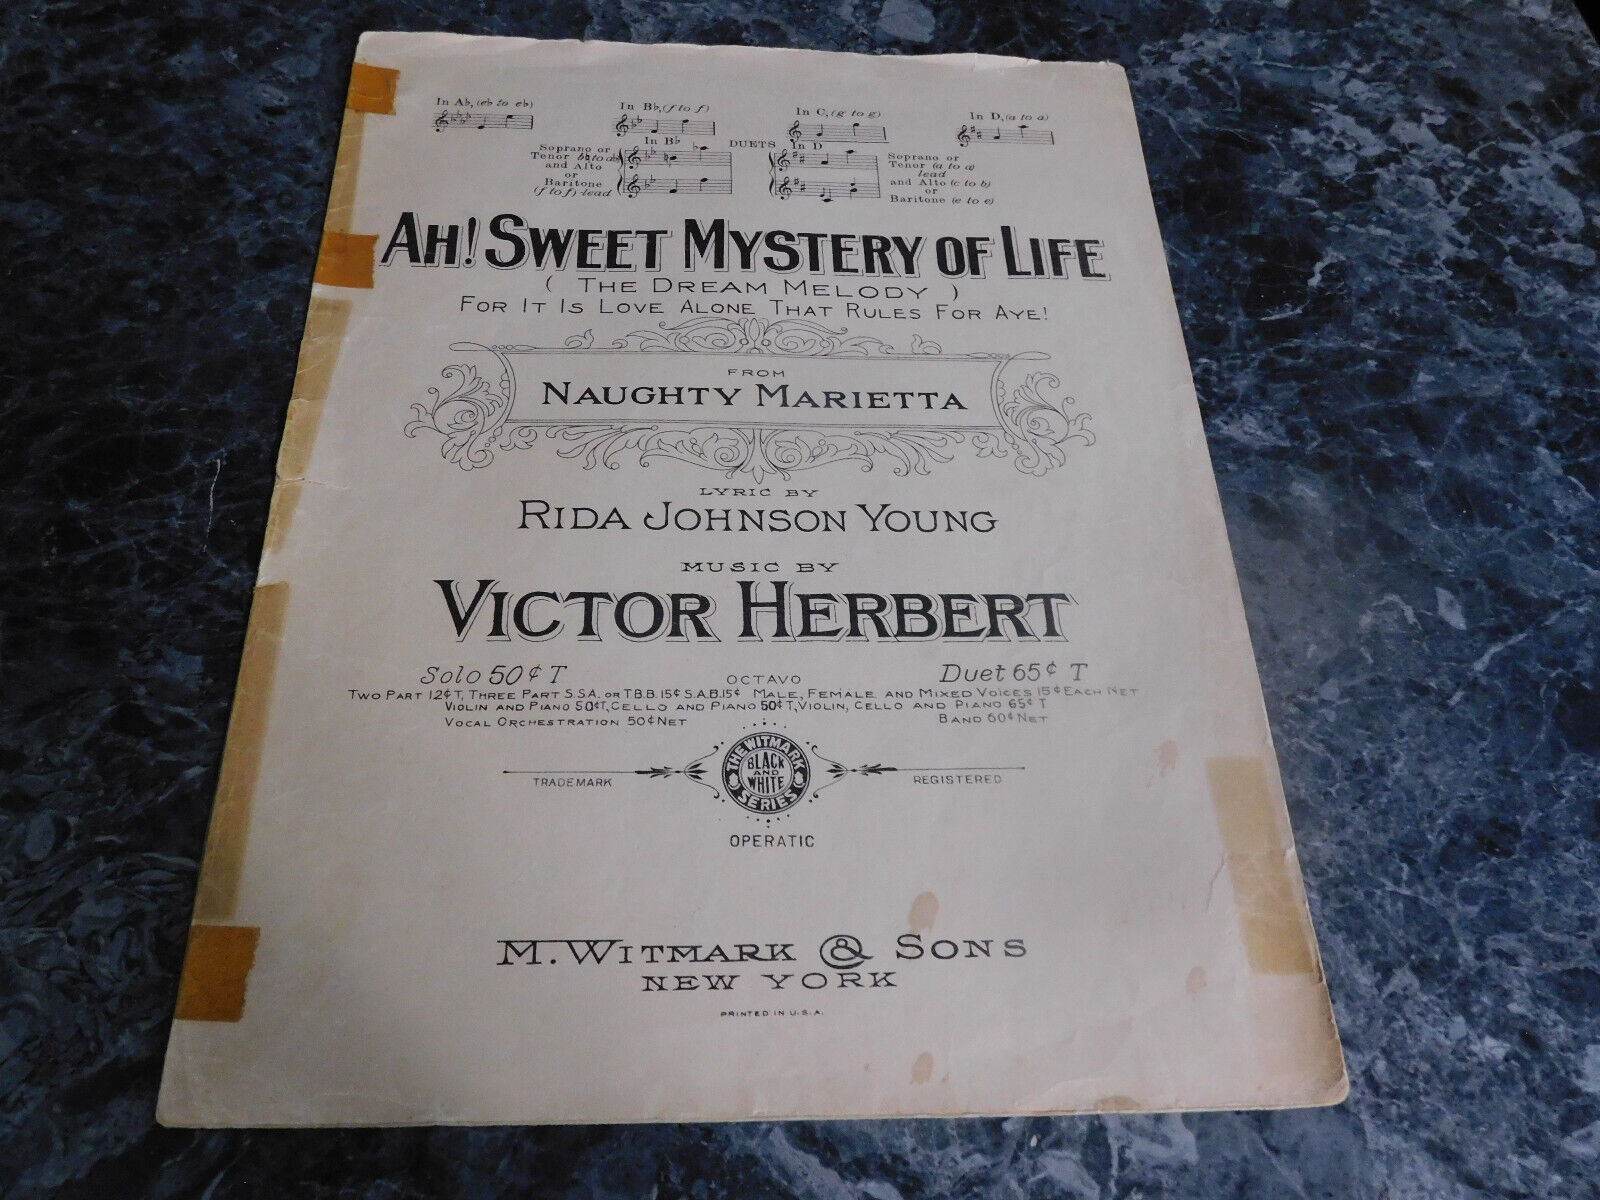 In A♭, (e♭ to e♭)
In B♭, (f to f)
In C, (g to g)
In D, (a to a)
DUETS
In B♭
Soprano or
Tenor b♮ to a♭
and Alto
or
Baritone
(f to f) lead
In D
Soprano or
Tenor (a to a)
lead
and Alto (c to b)
or
Baritone (e to e)
AH! SWEET MYSTERY OF LIFE
( THE DREAM MELODY )
FOR IT IS LOVE ALONE THAT RULES FOR AYE!
FROM
NAUGHTY MARIETTA
LYRIC BY
RIDA JOHNSON YOUNG
MUSIC BY
VICTOR HERBERT
Solo 50¢ T
OCTAVO
Duet 65¢ T
TWO PART 12¢ T, THREE PART S.S.A. OR T.B.B. 15¢ S.A.B. 15¢ MALE, FEMALE AND MIXED VOICES 15¢ EACH NET
VIOLIN AND PIANO 50¢ T, CELLO AND PIANO 50¢ T, VIOLIN, CELLO AND PIANO 65¢ T
VOCAL ORCHESTRATION 50¢ NET
BAND 60¢ NET
TRADEMARK
THE WITMARK
BLACK
AND
WHITE
SERIES
REGISTERED
OPERATIC
M. WITMARK & SONS
NEW YORK
PRINTED IN U.S.A.